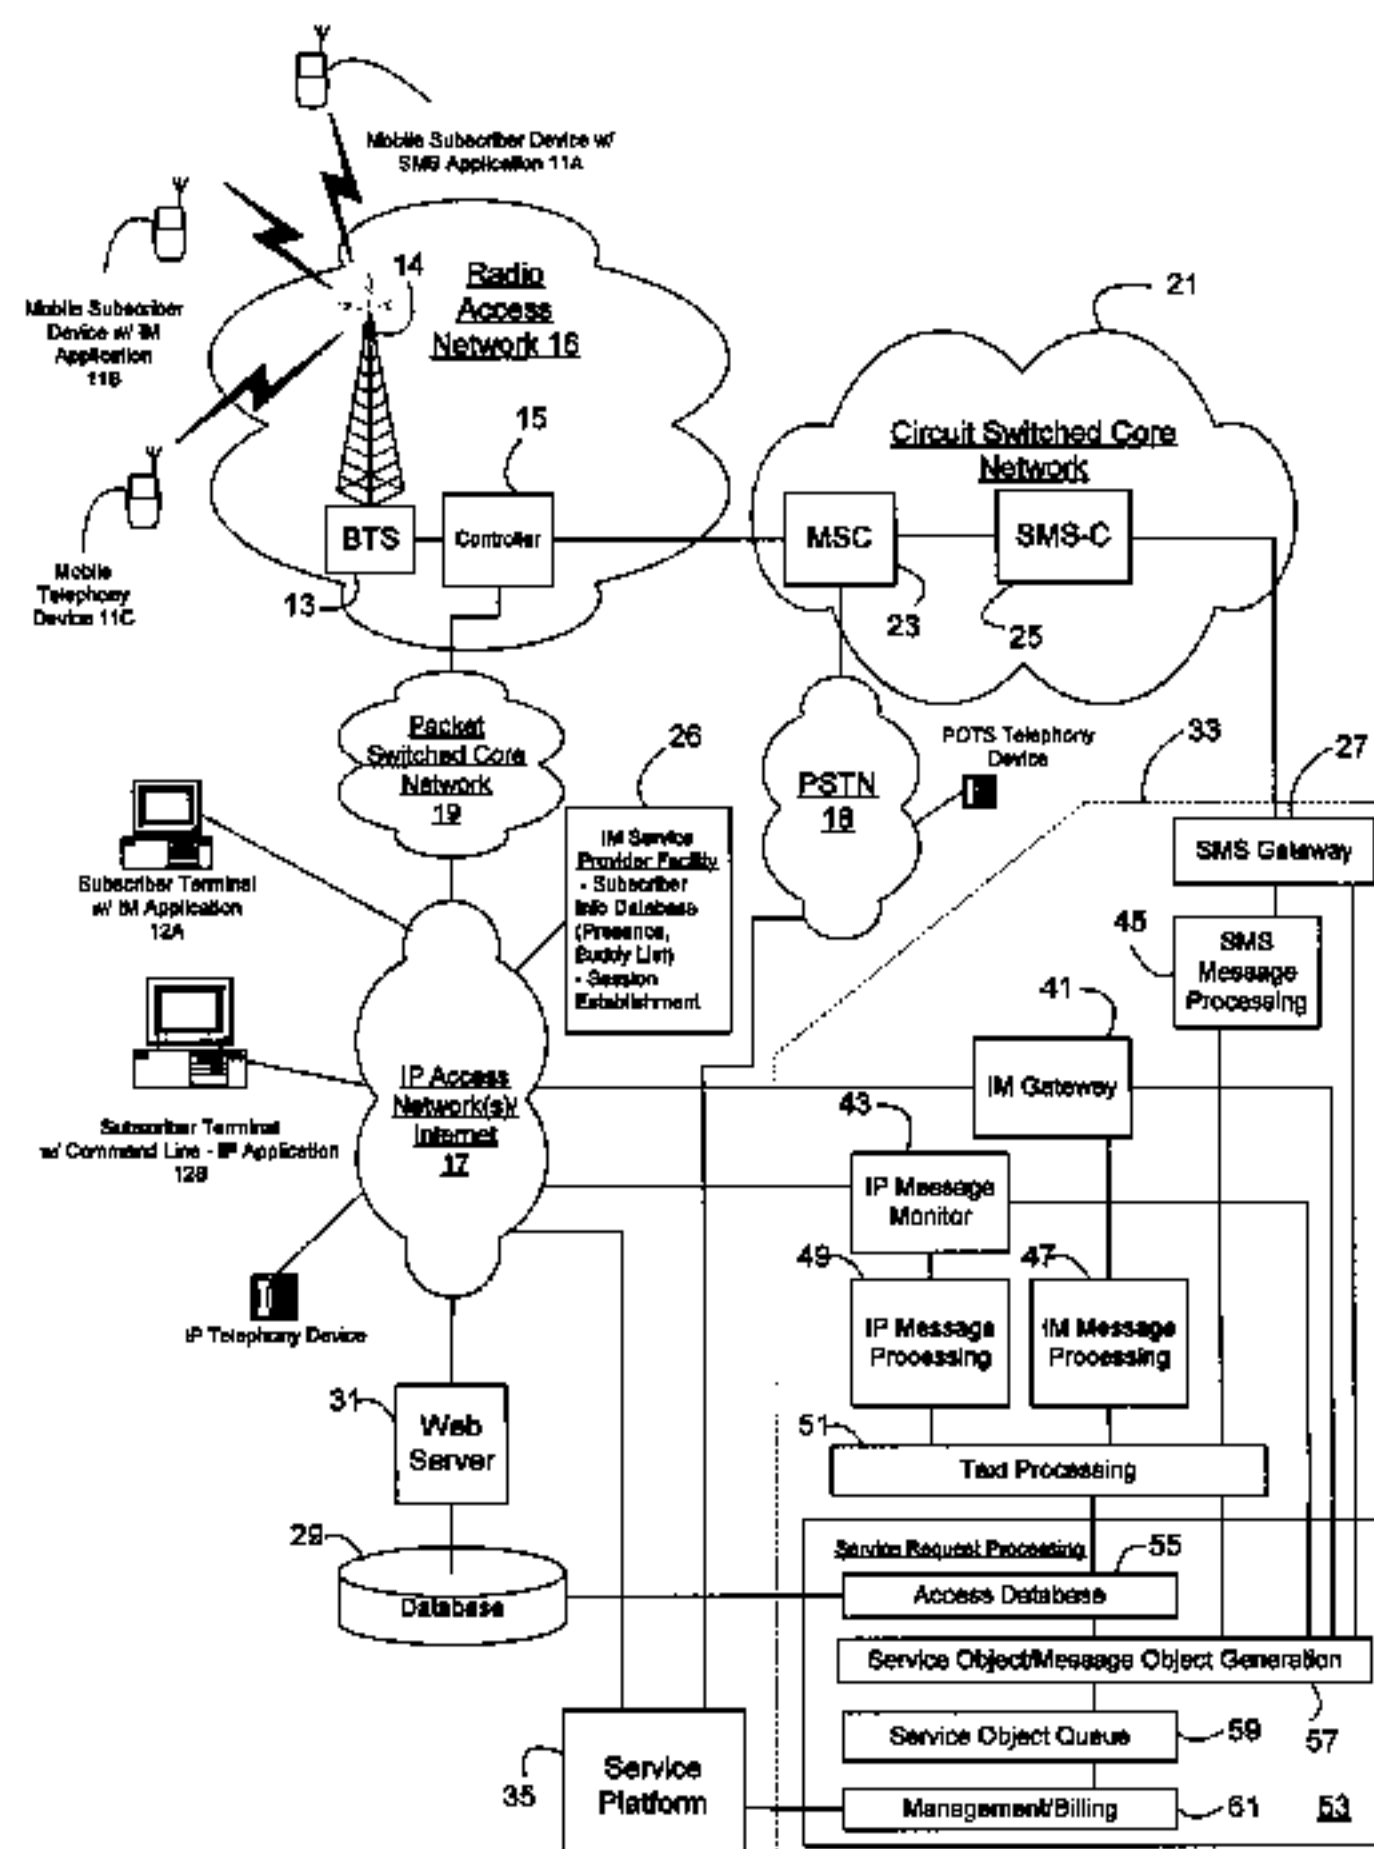 Mobile Subscriber Device w/
SMS Application 11A
14
Radio
Access
Network 16
21
Mobile Subscriber
Device w/ IM
Application
11B
15
Circuit Switched Core
Network
BTS
Controller
MSC
SMS-C
Mobile
Telephony
Device 11C
13
23
25
Packet
Switched Core
Network
19
26
PSTN
18
POTS Telephony
Device
33
27
IM Service
Provider Facility
- Subscriber
Info Database
(Presence,
Buddy List)
- Session
Establishment
SMS Gateway
Subscriber Terminal
w/ IM Application
12A
45
SMS
Message
Processing
41
IP Access
Network(s)/
Internet
17
IM Gateway
43
Subscriber Terminal
w/ Command Line - IP Application
12B
IP Message
Monitor
49
47
IP Telephony Device
IP Message
Processing
IM Message
Processing
31
Web
Server
51
Text Processing
29
Database
Service Request Processing
55
Access Database
Service Object/Message Object Generation
57
Service Object Queue
59
35
Service
Platform
Management/Billing
61
53